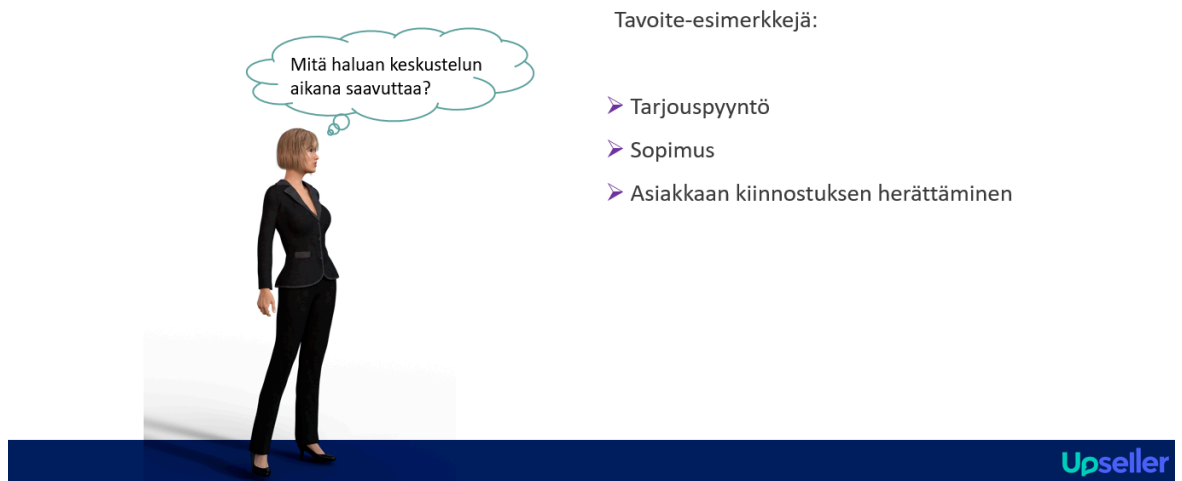 Tavoite-esimerkkejä:
Mitä haluan keskustelun
aikana saavuttaa?
Tarjouspyyntö
Sopimus
Asiakkaan kiinnostuksen herättäminen
Upseller